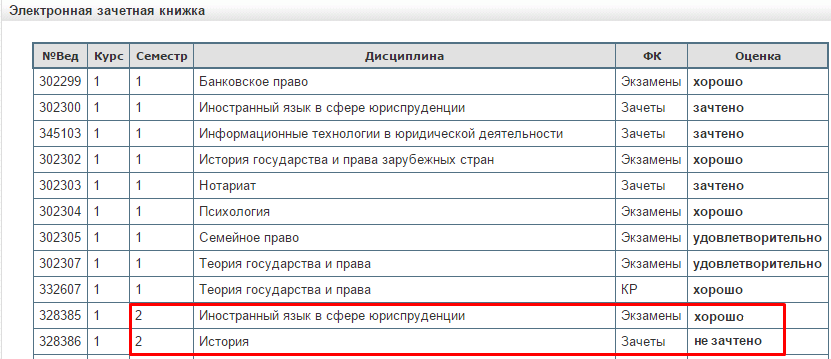 Электронная зачетная книжка
№Вед Курс Семестр Дисциплина ФК Оценка
302299 1 1 Банковское право Экзамены хорошо
302300 1 1 Иностранный язык в сфере юриспруденции Зачеты зачтено
345103 1 1 Информационные технологии в юридической деятельности Зачеты зачтено
302302 1 1 История государства и права зарубежных стран Экзамены хорошо
302303 1 1 Нотариат Зачеты зачтено
302304 1 1 Психология Экзамены хорошо
302305 1 1 Семейное право Экзамены удовлетворительно
302307 1 1 Теория государства и права Экзамены удовлетворительно
332607 1 1 Теория государства и права КР хорошо
328385 1 2 Иностранный язык в сфере юриспруденции Экзамены хорошо
328386 1 2 История Зачеты не зачтено